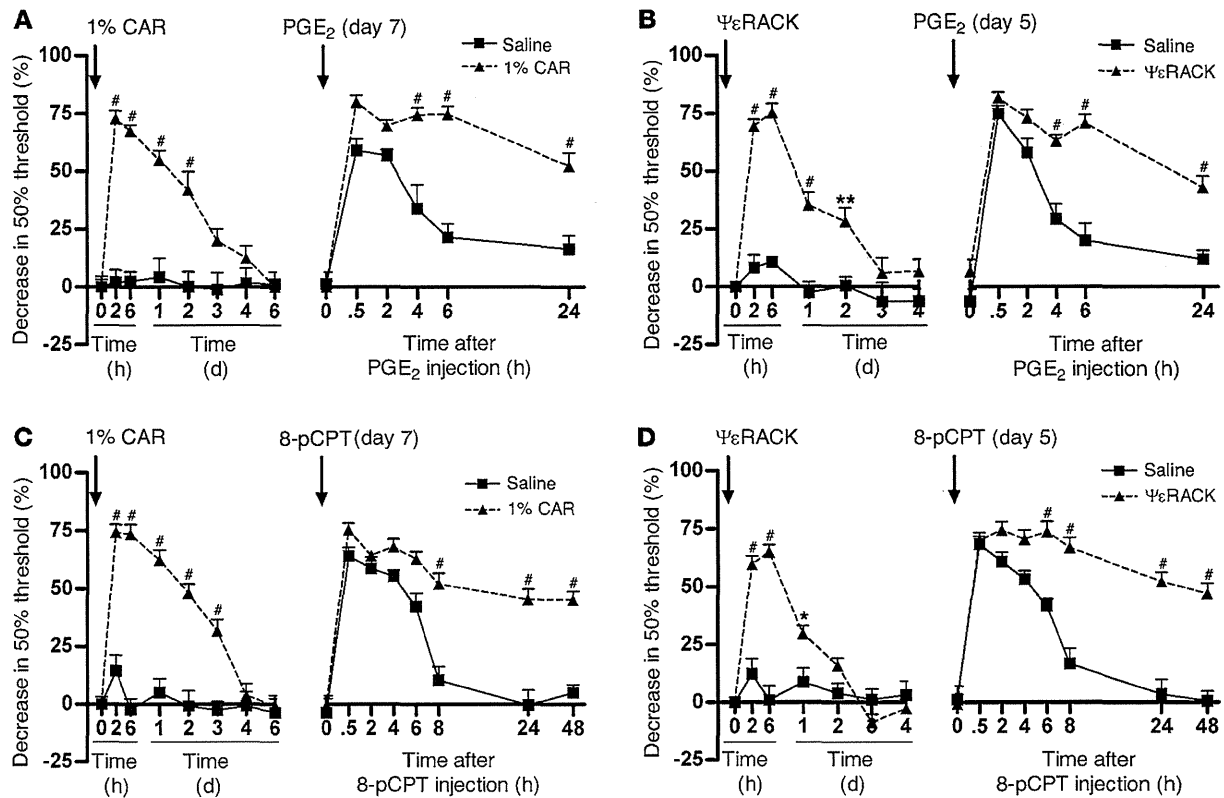 A
1% CAR
PGE2 (day 7)
Saline
1% CAR
Decrease in 50% threshold (%)
100
75
50
25
0
-25
# # # #
# # #
0 2 6 1 2 3 4 6
0 .5 2 4 6 24
Time (h)
Time (d)
Time after
PGE2 injection (h)
B
ΨεRACK
PGE2 (day 5)
Saline
ΨεRACK
Decrease in 50% threshold (%)
100
75
50
25
0
-25
# # # **
# # #
0 2 6 1 2 3 4
0 .5 2 4 6 24
Time (h)
Time (d)
Time after
PGE2 injection (h)
C
1% CAR
8-pCPT (day 7)
Saline
1% CAR
Decrease in 50% threshold (%)
100
75
50
25
0
-25
# # # # #
# # #
0 2 6 1 2 3 4 6
0 .5 2 4 6 8 24 48
Time (h)
Time (d)
Time after
8-pCPT injection (h)
D
ΨεRACK
8-pCPT (day 5)
Saline
ΨεRACK
Decrease in 50% threshold (%)
100
75
50
25
0
-25
# # *
# # # #
0 2 6 1 2 3 4
0 .5 2 4 6 8 24 48
Time (h)
Time (d)
Time after
8-pCPT injection (h)